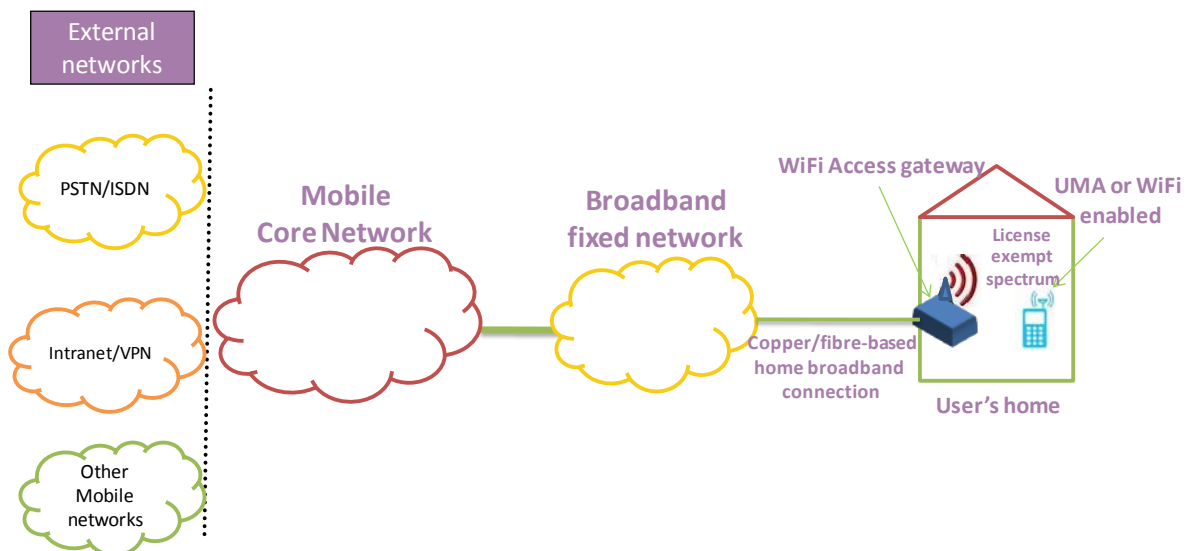 External
networks
PSTN/ISDN
Intranet/VPN
Other
Mobile
networks
Mobile
Core Network
Broadband
fixed network
WiFi Access gateway
UMA or WiFi
enabled
License
exempt
spectrum
Copper/fibre-based
home broadband
connection
User’s home